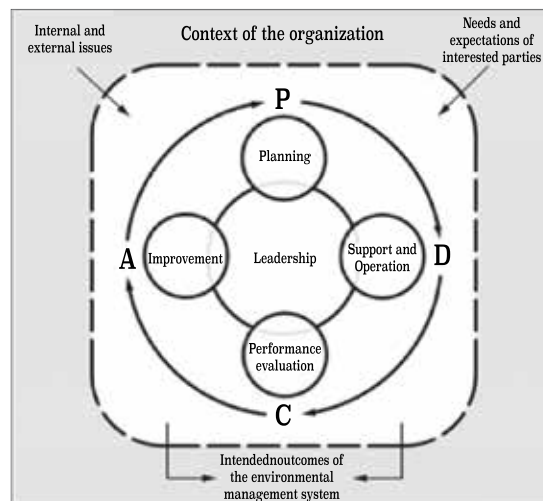 Internal and
external issues
Context of the organization
Needs and
expectations of
interested parties
P
Planning
A
Improvement
Leadership
Support and
Operation
D
Performance
evaluation
C
Intendednoutcomes of
the environmental
management system